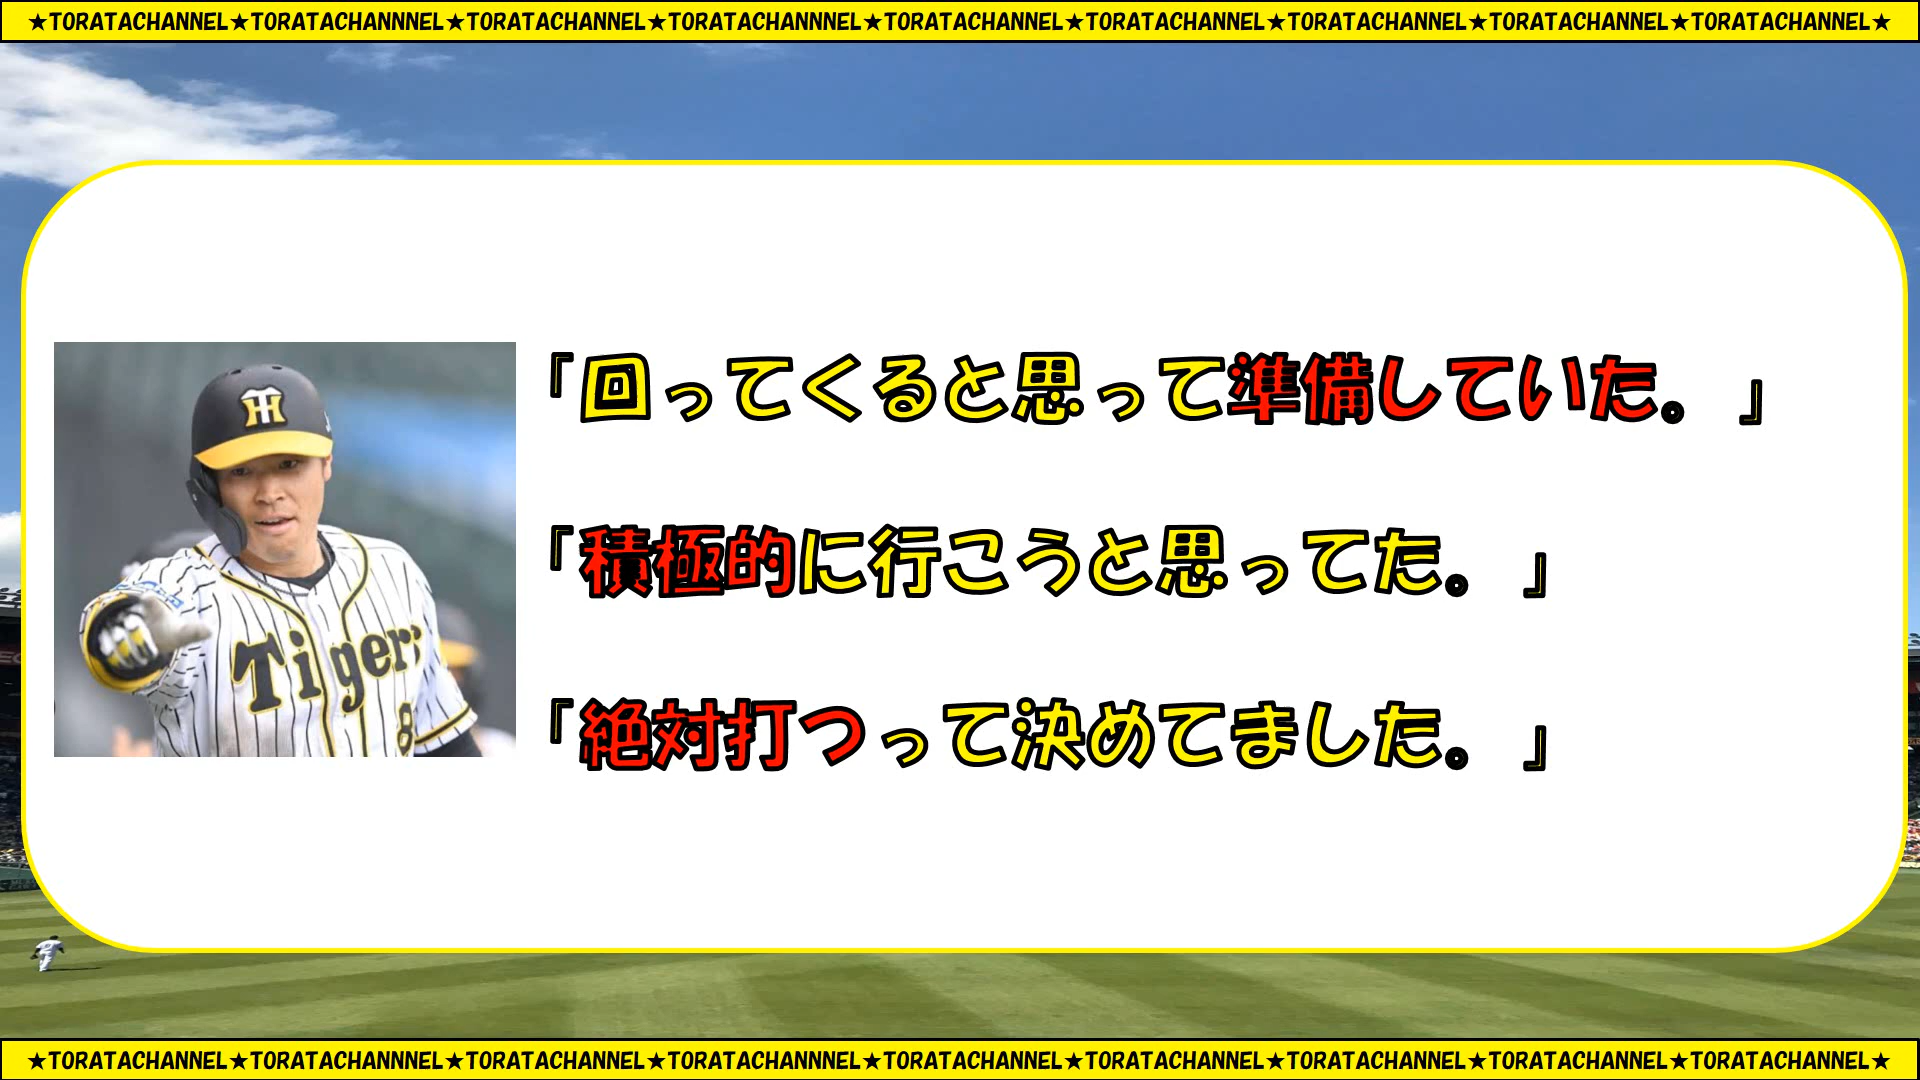 ★TORATACHANNEL★TORATACHANNNEL★TORATACHANNEL★TORATACHANNNEL★TORATACHANNEL★TORATACHANNEL★TORATACHANNEL★TORATACHANNEL★TORATACHANNEL★
「回ってくると思って準備していた。」
「積極的に行こうと思ってた。」
「絶対打つって決めてました。」
Tigers
8
★TORATACHANNEL★TORATACHANNNEL★TORATACHANNEL★TORATACHANNNEL★TORATACHANNEL★TORATACHANNEL★TORATACHANNEL★TORATACHANNEL★TORATACHANNEL★